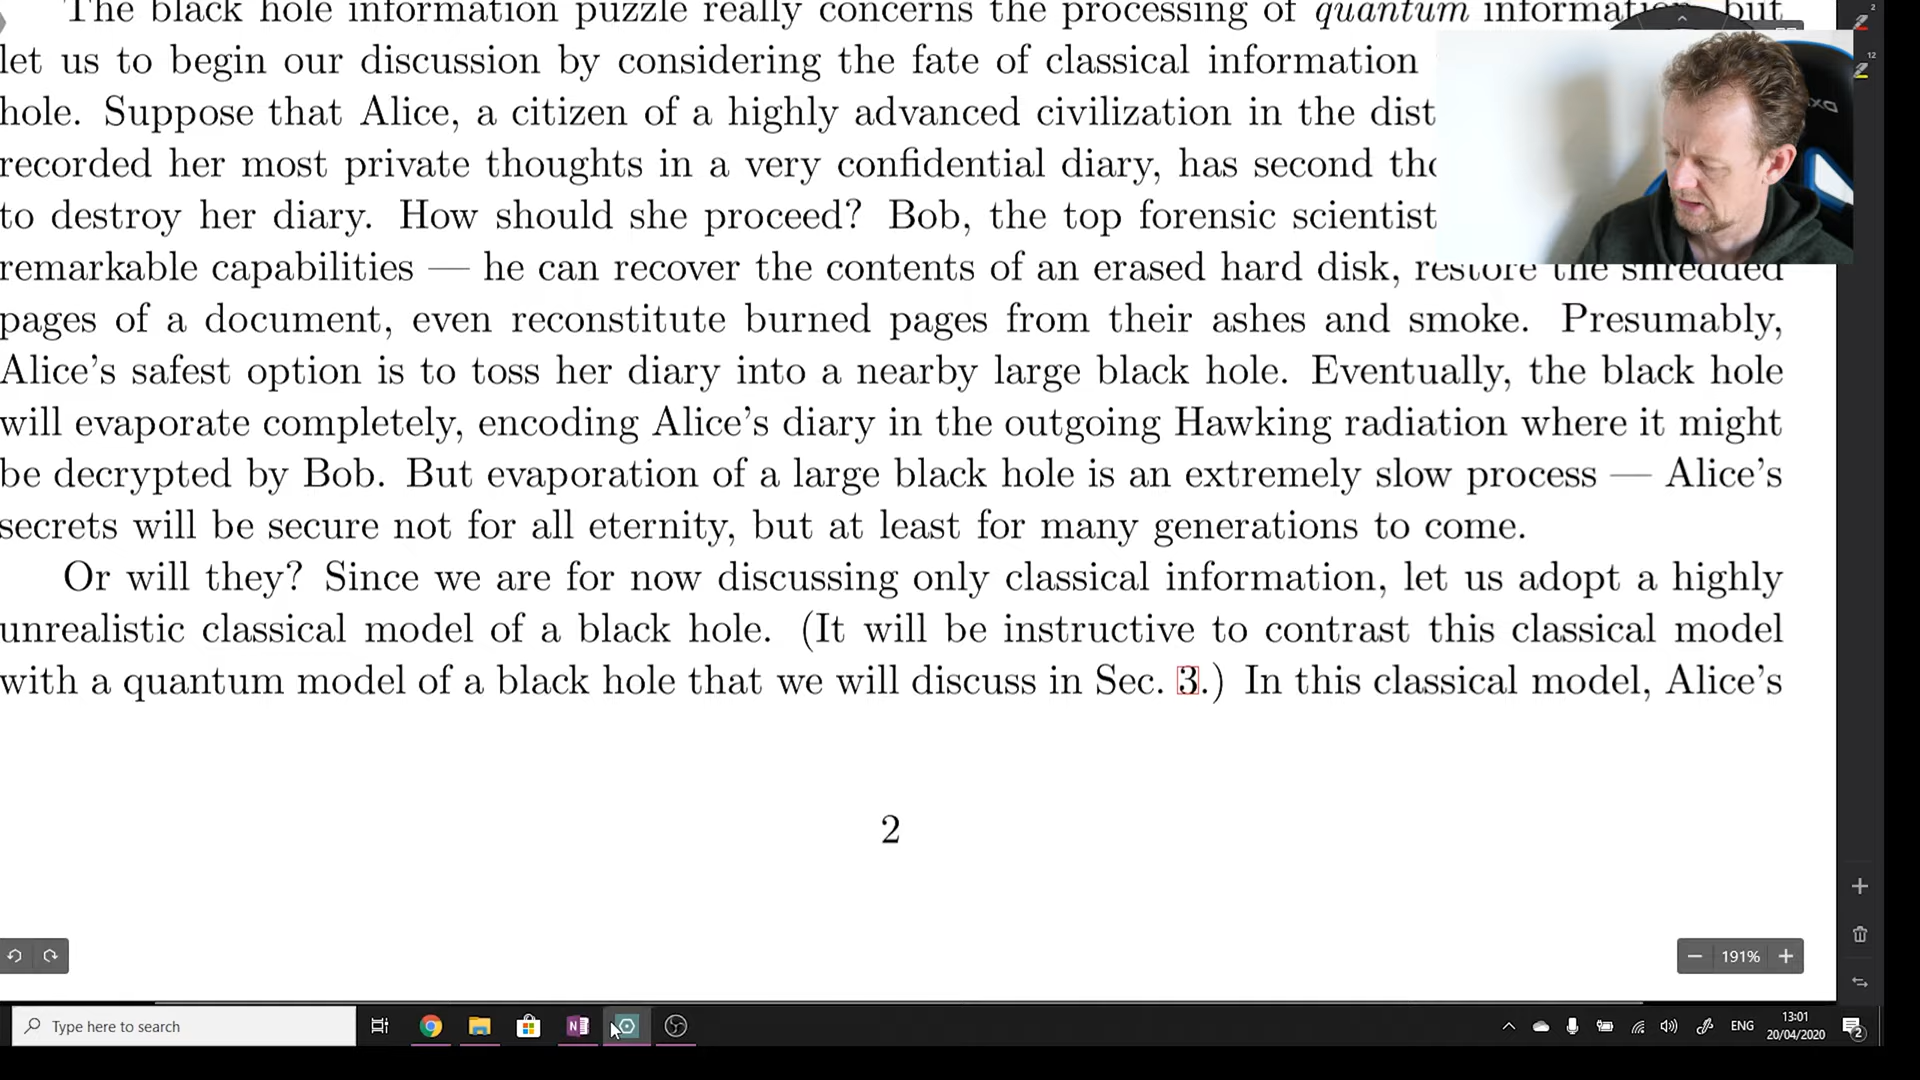 The black hole information puzzle really concerns the processing of quantum information, but
let us to begin our discussion by considering the fate of classical information
hole. Suppose that Alice, a citizen of a highly advanced civilization in the dist
recorded her most private thoughts in a very confidential diary, has second tho
to destroy her diary. How should she proceed? Bob, the top forensic scientist
remarkable capabilities — he can recover the contents of an erased hard disk, restore the shredded
pages of a document, even reconstitute burned pages from their ashes and smoke. Presumably,
Alice's safest option is to toss her diary into a nearby large black hole. Eventually, the black hole
will evaporate completely, encoding Alice's diary in the outgoing Hawking radiation where it might
be decrypted by Bob. But evaporation of a large black hole is an extremely slow process — Alice's
secrets will be secure not for all eternity, but at least for many generations to come.
Or will they? Since we are for now discussing only classical information, let us adopt a highly
unrealistic classical model of a black hole. (It will be instructive to contrast this classical model
with a quantum model of a black hole that we will discuss in Sec. 3.) In this classical model, Alice's
2
2
12
191%
Type here to search
ENG
13:01
20/04/2020
2